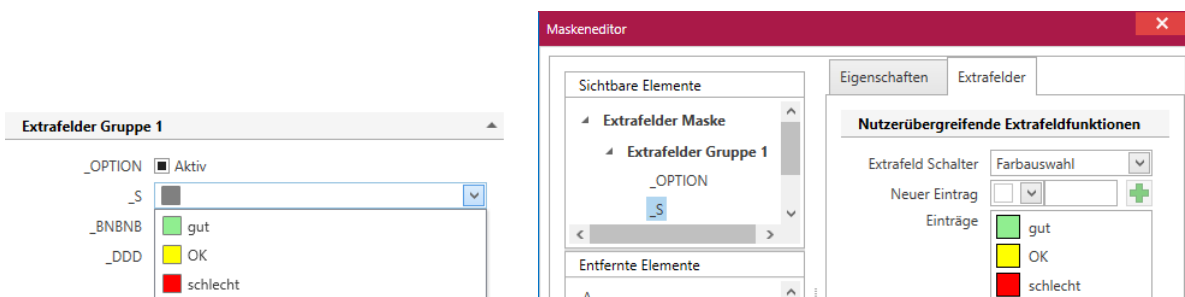 Extrafelder Gruppe 1
_OPTION Aktiv
_S
_BNBNB gut
_DDD OK
schlecht
Maskeneditor
Sichtbare Elemente
Extrafelder Maske
Extrafelder Gruppe 1
_OPTION
_S
Entfernte Elemente
Eigenschaften Extrafelder
Nutzerübergreifende Extrafeldfunktionen
Extrafeld Schalter Farbauswahl
Neuer Eintrag
Einträge gut
OK
schlecht